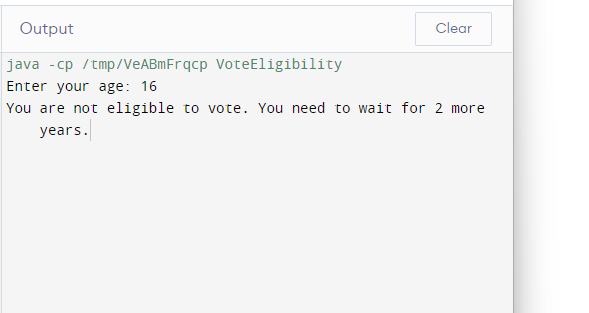 Output
Clear
java -cp /tmp/VeABmFrqcp VoteEligibility
Enter your age: 16
You are not eligible to vote. You need to wait for 2 more
years.